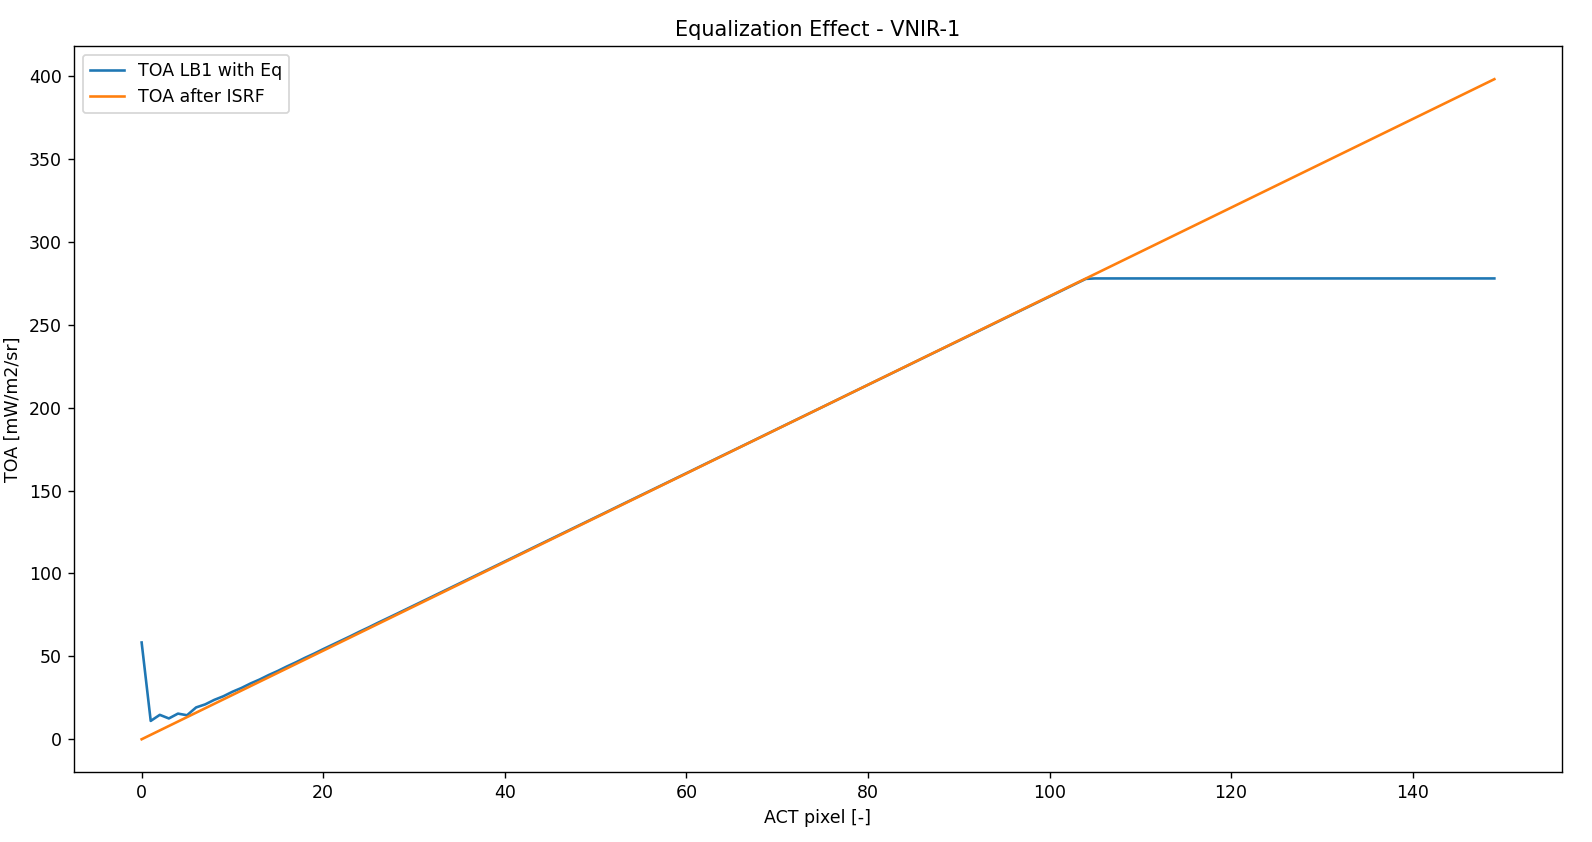 Equalization Effect - VNIR-1
TOA LB1 with Eq
TOA after ISRF
400
350
300
250
200
150
100
50
0
TOA [mW/m2/sr]
0 20 40 60 80 100 120 140
ACT pixel [-]